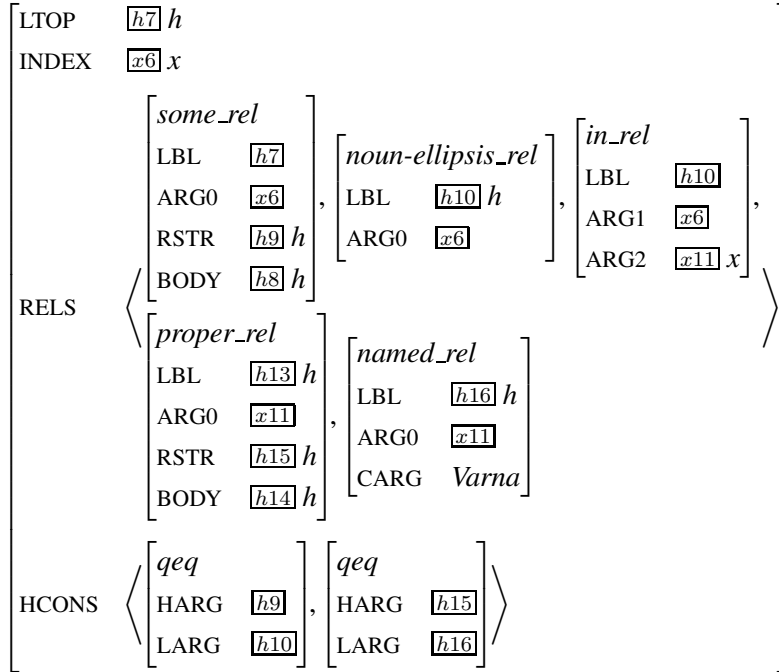 LTOP h7 h
INDEX x6 x
RELS
some_rel
LBL h7
ARG0 x6
RSTR h9 h
BODY h8 h
,
noun-ellipsis_rel
LBL h10 h
ARG0 x6
,
in_rel
LBL h10
ARG1 x6
ARG2 x11 x
,
proper_rel
LBL h13 h
ARG0 x11
RSTR h15 h
BODY h14 h
,
named_rel
LBL h16 h
ARG0 x11
CARG Varna
HCONS
qeq
HARG h9
LARG h10
,
qeq
HARG h15
LARG h16